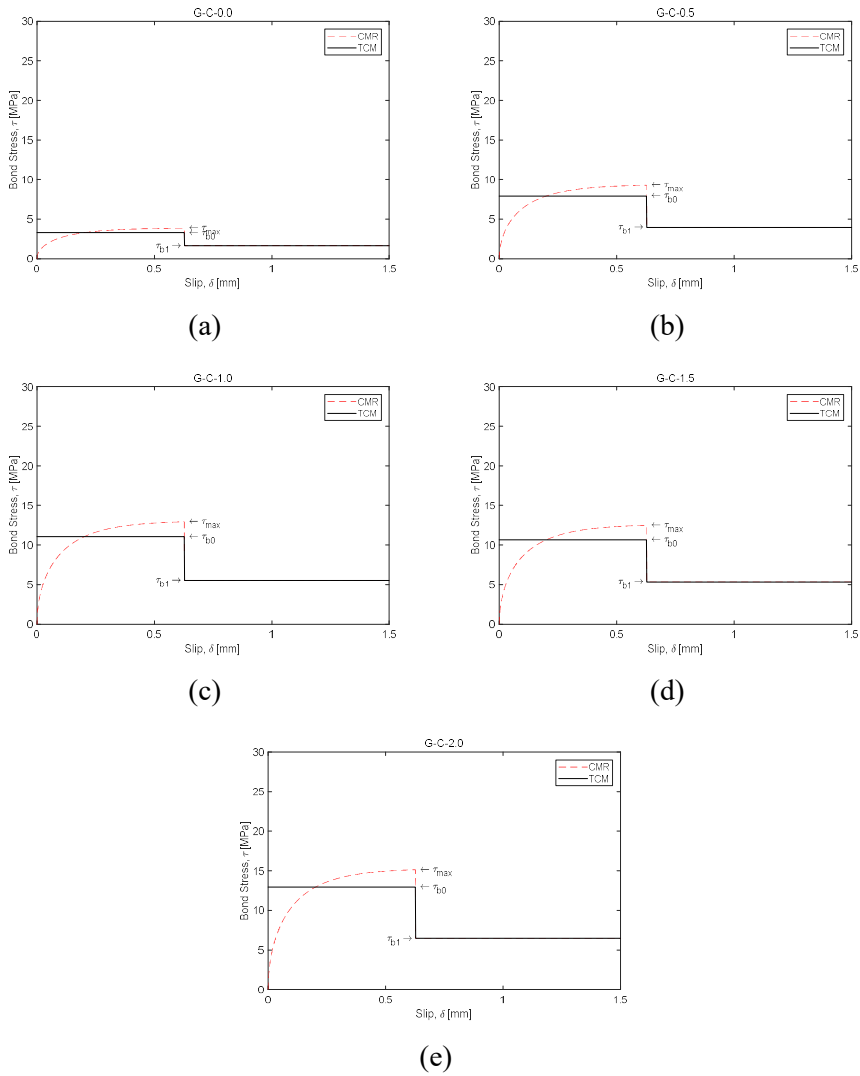 G-C-0.0
30
25
20
15
10
5
0
Bond Stress, τ [MPa]
CMR
TCM
← τmax
← τb0
τb1 →
0 0.5 1 1.5
Slip, δ [mm]
(a)
G-C-0.5
30
25
20
15
10
5
0
Bond Stress, τ [MPa]
CMR
TCM
← τmax
← τb0
τb1 →
0 0.5 1 1.5
Slip, δ [mm]
(b)
G-C-1.0
30
25
20
15
10
5
0
Bond Stress, τ [MPa]
CMR
TCM
← τmax
← τb0
τb1 →
0 0.5 1 1.5
Slip, δ [mm]
(c)
G-C-1.5
30
25
20
15
10
5
0
Bond Stress, τ [MPa]
CMR
TCM
← τmax
← τb0
τb1 →
0 0.5 1 1.5
Slip, δ [mm]
(d)
G-C-2.0
30
25
20
15
10
5
0
Bond Stress, τ [MPa]
CMR
TCM
← τmax
← τb0
τb1 →
0 0.5 1 1.5
Slip, δ [mm]
(e)